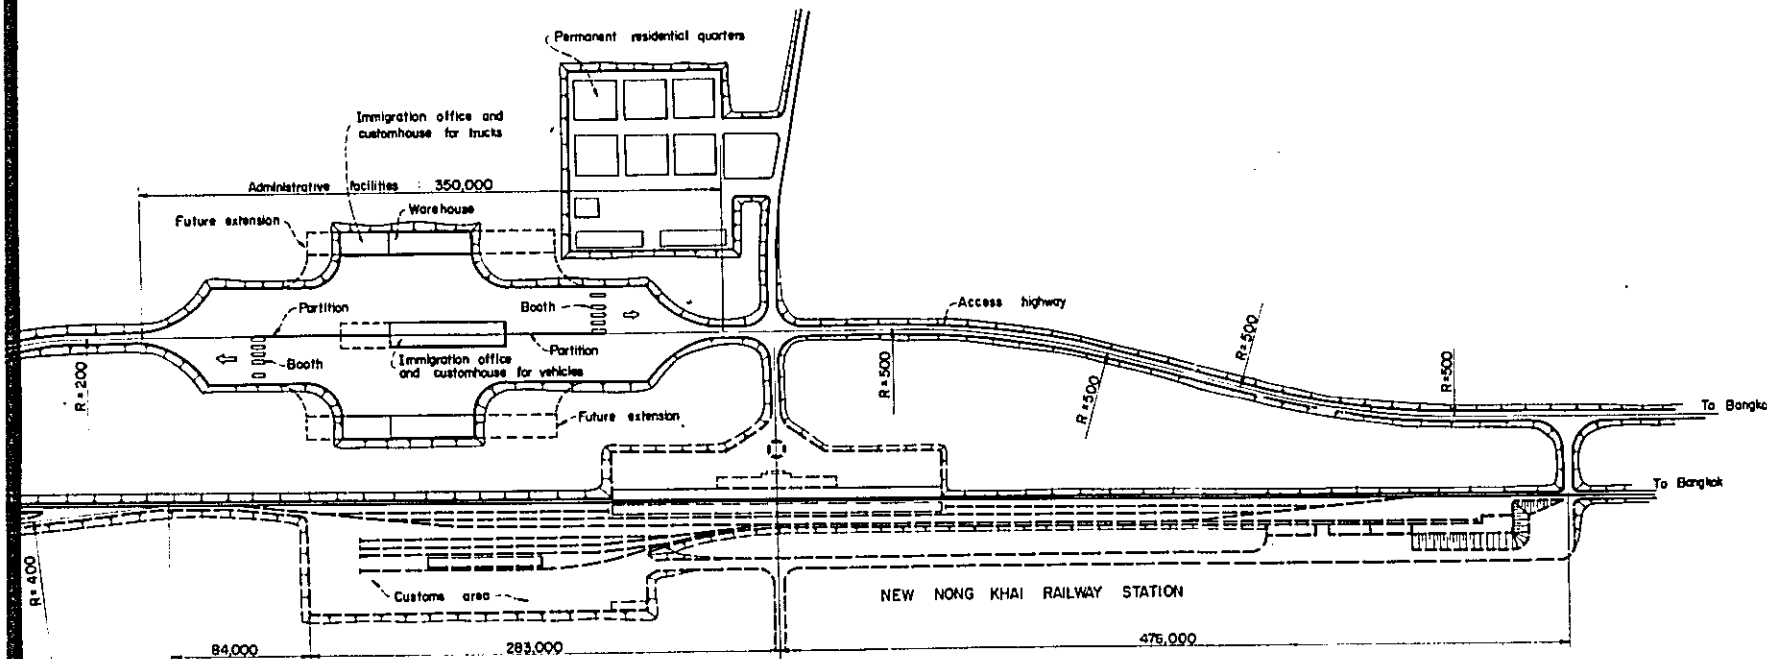 Permanent residential quarters
Immigration office and
customhouse for trucks
Administrative facilities : 350,000
Warehouse
Future extension
Partition
Booth
Access highway
Booth
Immigration office
and customhouse for vehicles
Partition
R=200
R=500
R=500
R=500
R=500
To Bangko
Future extension
To Bangkok
R=400
Customs area
NEW NONG KHAI RAILWAY STATION
84,000
283,000
476,000